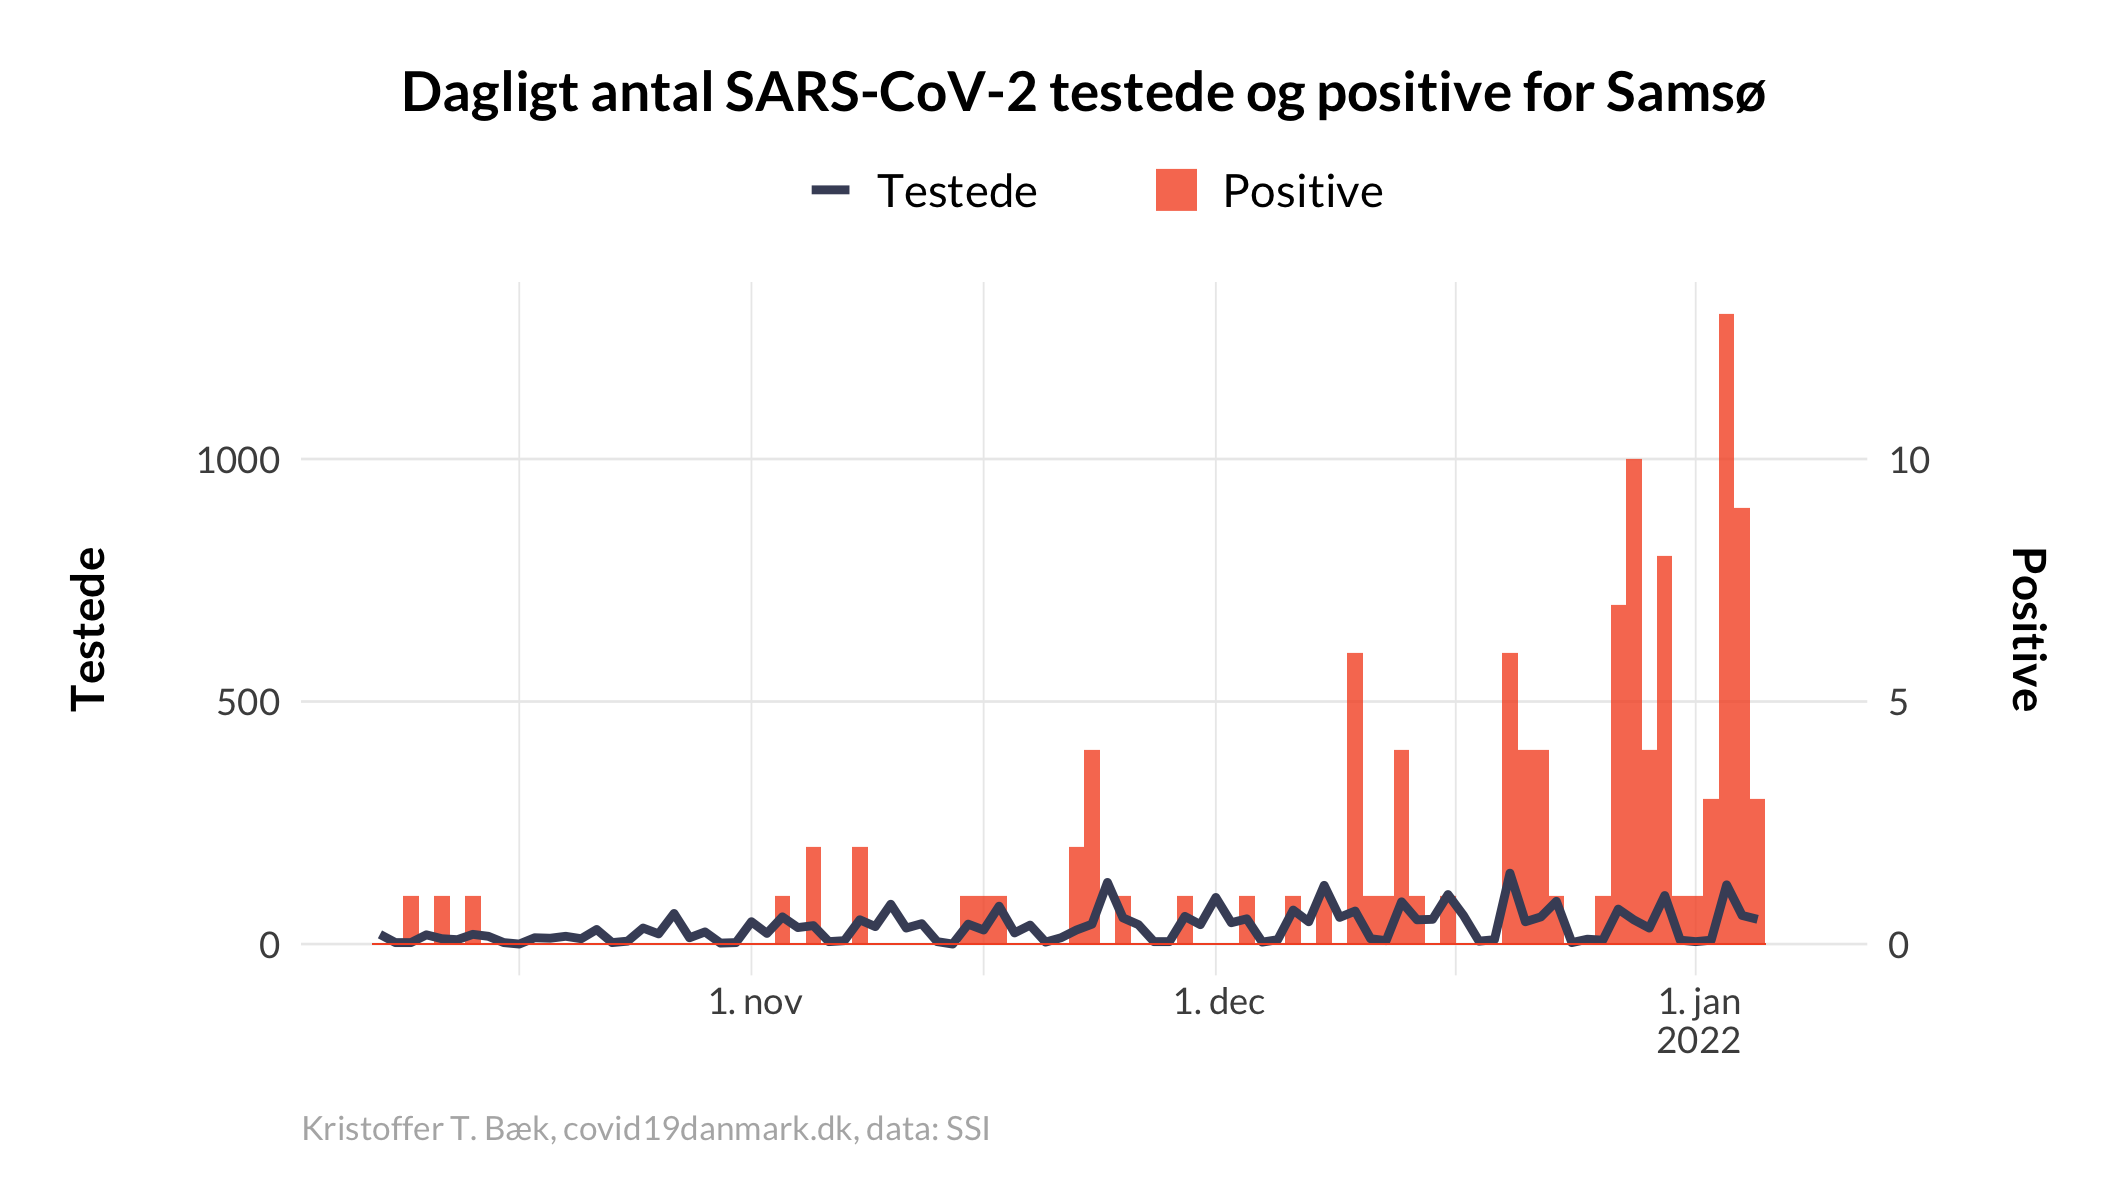 Dagligt antal SARS-CoV-2 testede og positive for Samsø
Testede
Positive
1000
500
0
Testede
10
5
0
Positive
1. nov
1. dec
1. jan
2022
Kristoffer T. Bæk, covid19danmark.dk, data: SSI